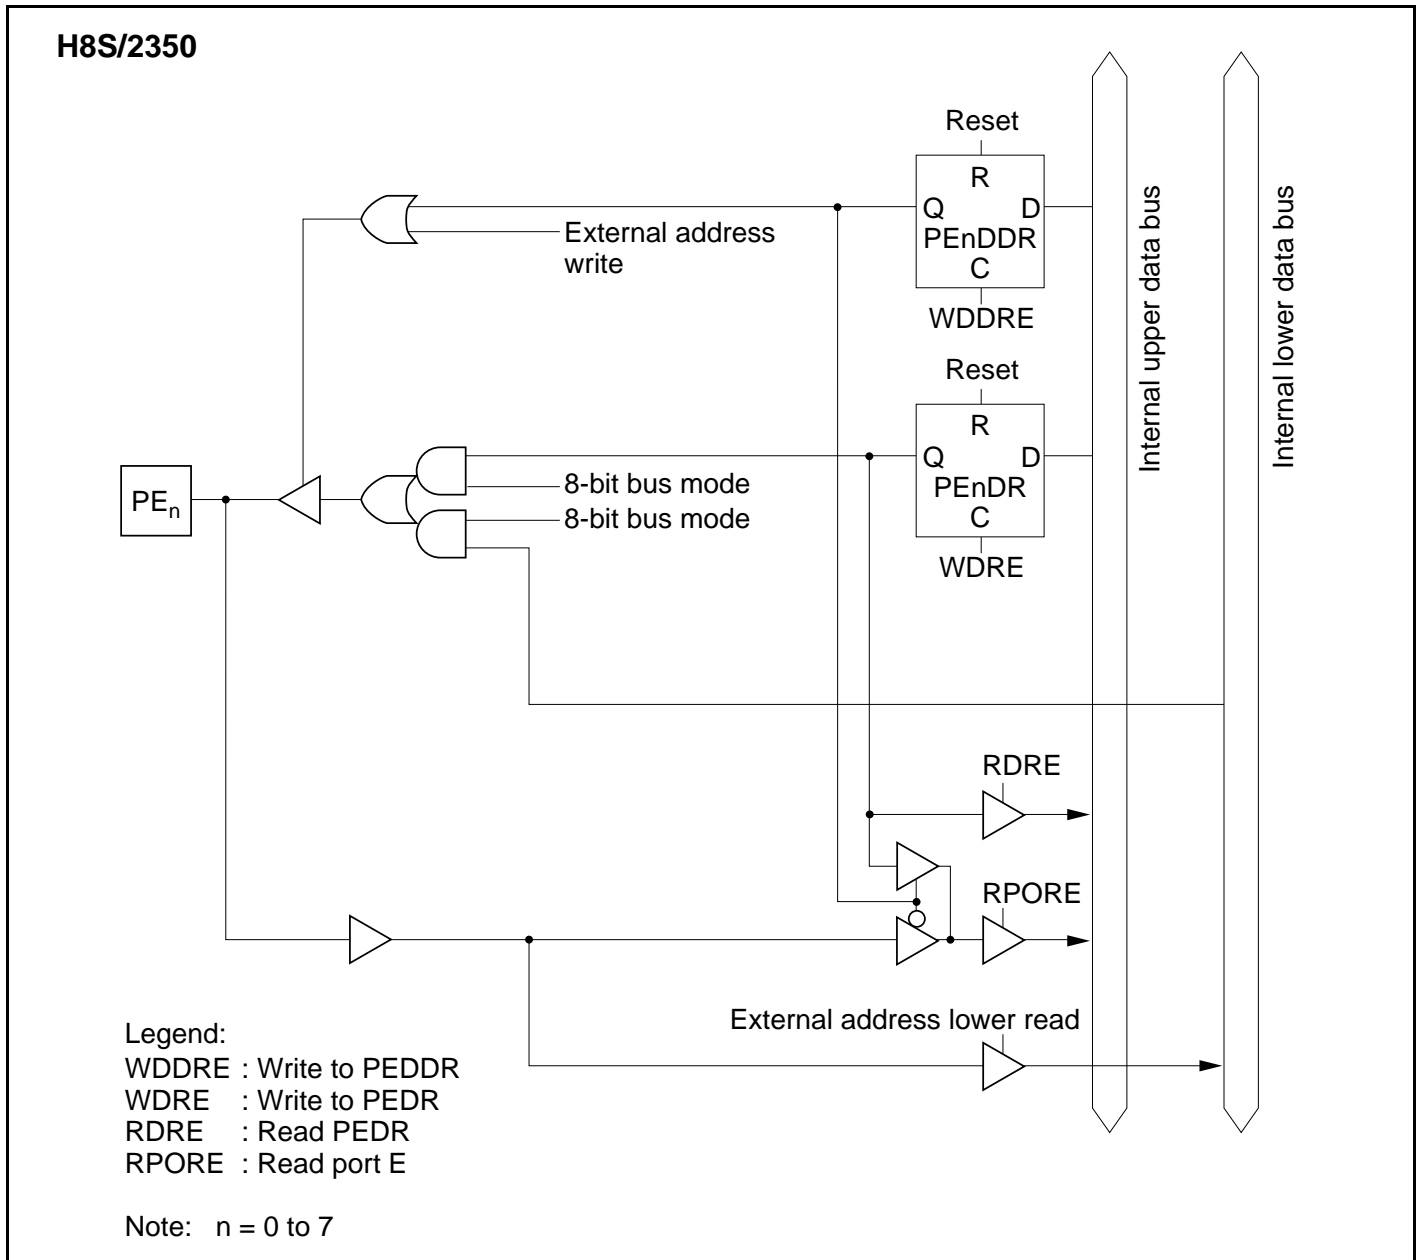 H8S/2350
Reset
R
Q D
PEnDDR
C
WDDRE
External address
write
Internal upper data bus
Internal lower data bus
Reset
R
Q D
PEnDR
C
WDRE
8-bit bus mode
8-bit bus mode
PEn
RDRE
RPORE
External address lower read
Legend:
WDDRE : Write to PEDDR
WDRE : Write to PEDR
RDRE : Read PEDR
RPORE : Read port E
Note: n = 0 to 7